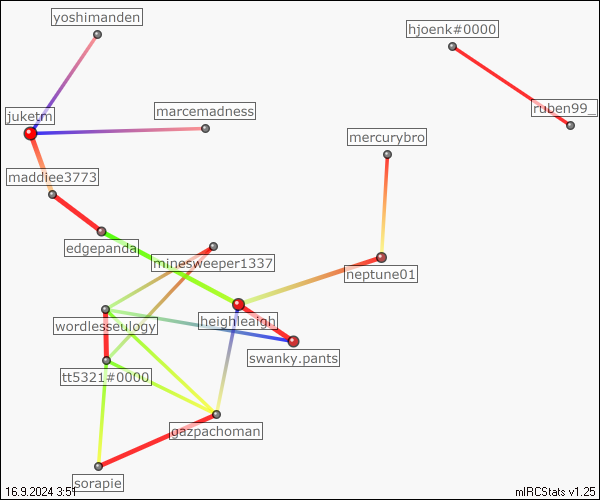 yoshimanden
hjoenk#0000
juketm
marcemadness
ruben99_
mercurybro
maddiee3773
edgepanda
minesweeper1337
neptune01
wordlesseulogy
heighleaigh
swanky.pants
tt5321#0000
gazpachoman
sorapie
16.9.2024 3:51
mIRCStats v1.25